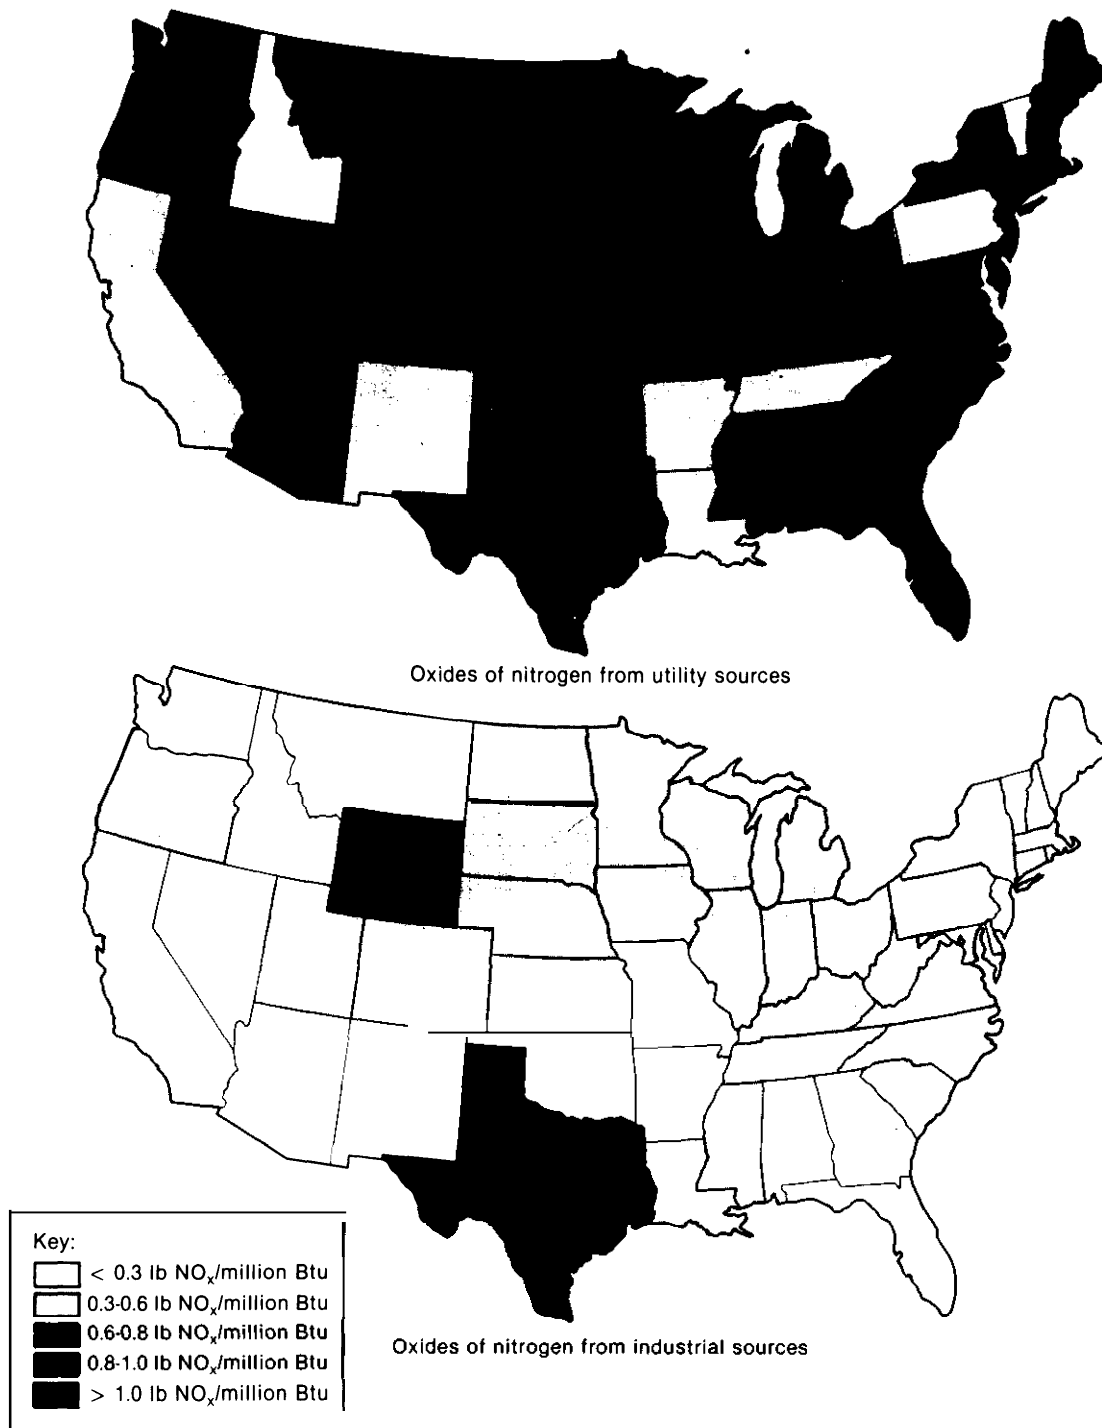 Oxides of nitrogen from utility sources
Key:
< 0.3 lb NOₓ/million Btu
0.3-0.6 lb NOₓ/million Btu
0.6-0.8 lb NOₓ/million Btu
0.8-1.0 lb NOₓ/million Btu
> 1.0 lb NOₓ/million Btu
Oxides of nitrogen from industrial sources